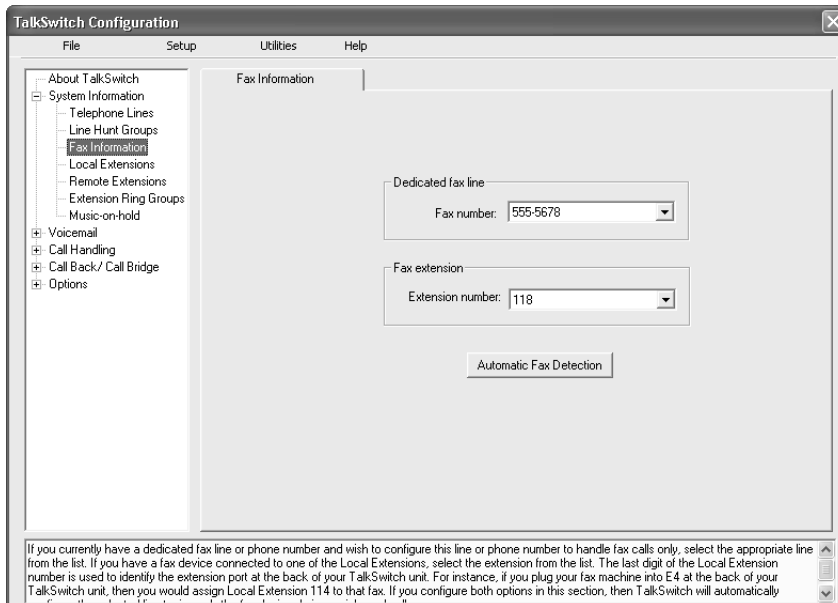 TalkSwitch Configuration
File Setup Utilities Help
About TalkSwitch
System Information
Telephone Lines
Line Hunt Groups
Fax Information
Local Extensions
Remote Extensions
Extension Ring Groups
Music-on-hold
Voicemail
Call Handling
Call Back/ Call Bridge
Options
Fax Information
Dedicated fax line
Fax number: 555-5678
Fax extension
Extension number: 118
Automatic Fax Detection
If you currently have a dedicated fax line or phone number and wish to configure this line or phone number to handle fax calls only, select the appropriate line
from the list. If you have a fax device connected to one of the Local Extensions, select the extension from the list. The last digit of the Local Extension
number is used to identify the extension port at the back of your TalkSwitch unit. For instance, if you plug your fax machine into E4 at the back of your
TalkSwitch unit, then you would assign Local Extension 114 to that fax. If you configure both options in this section, then TalkSwitch will automatically